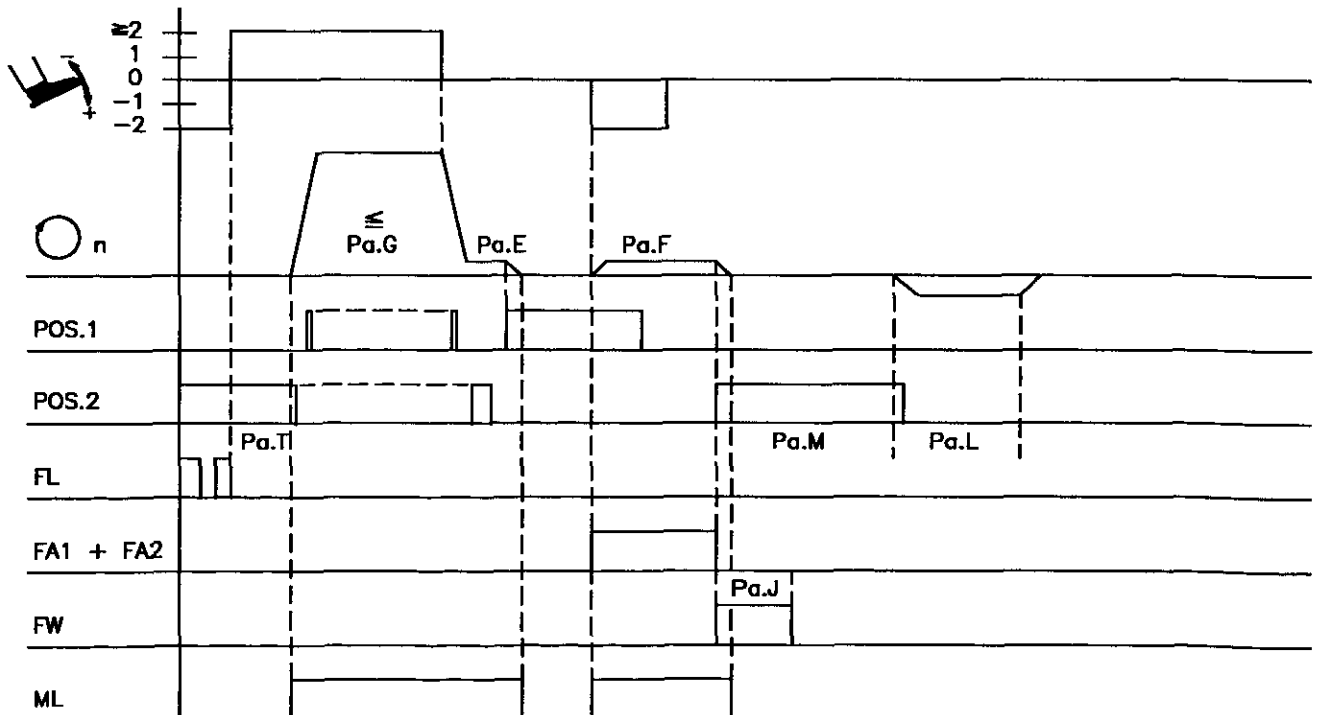 ≧2
1
0
-1
-2
-
+
n
≦
Pa.G
Pa.E
Pa.F
POS.1
POS.2
Pa.T
Pa.M
Pa.L
FL
FA1 + FA2
Pa.J
FW
ML